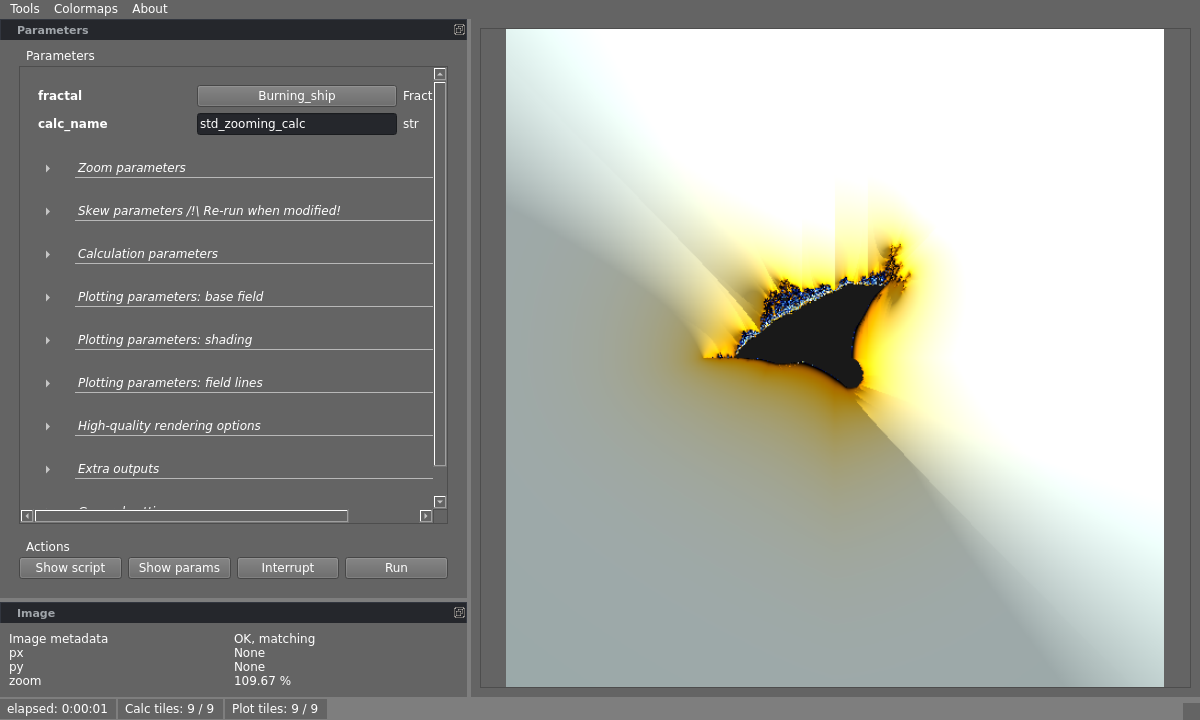 Tools Colormaps About
Parameters
Parameters
fractal Burning_ship Fract
calc_name std_zooming_calc str
Zoom parameters
Skew parameters /!\ Re-run when modified!
Calculation parameters
Plotting parameters: base field
Plotting parameters: shading
Plotting parameters: field lines
High-quality rendering options
Extra outputs
Actions
Show script Show params Interrupt Run
Image
Image metadata OK, matching
px None
py None
zoom 109.67 %
elapsed: 0:00:01 Calc tiles: 9 / 9 Plot tiles: 9 / 9